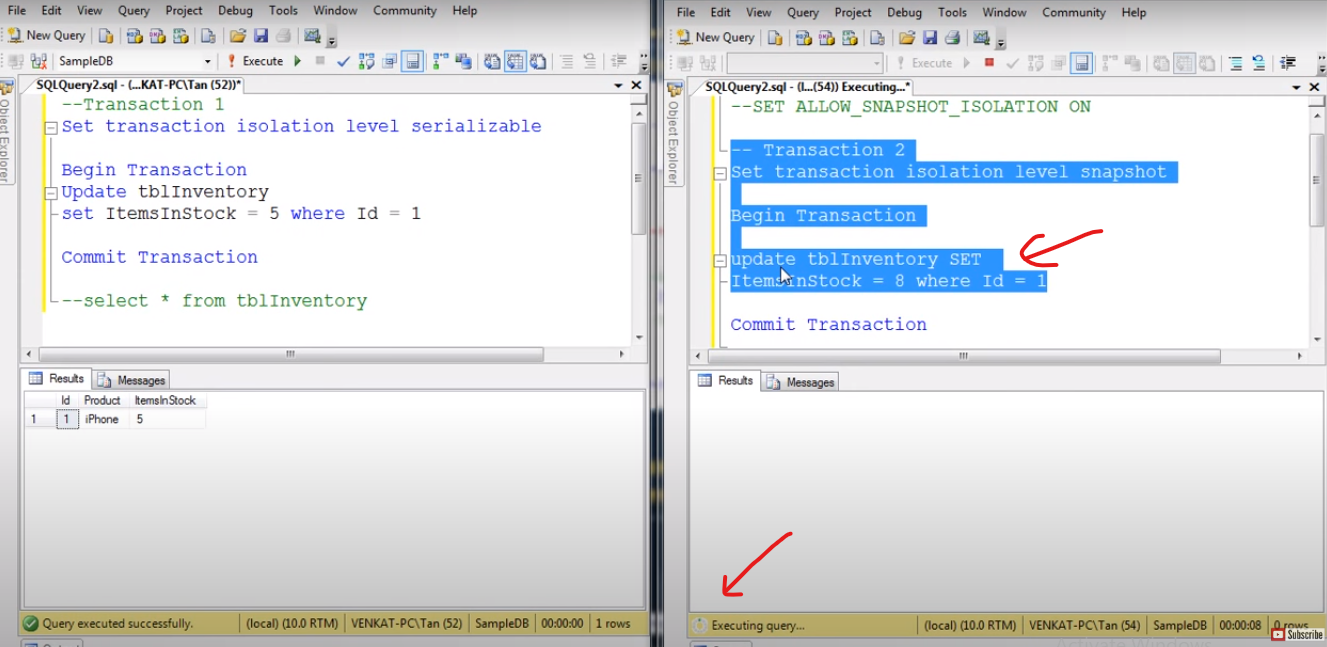 File Edit View Query Project Debug Tools Window Community Help
New Query
SampleDB Execute
SQLQuery2.sql - (...KAT-PC\Tan (52))*
Object Explorer
--Transaction 1
Set transaction isolation level serializable
Begin Transaction
Update tblInventory
set ItemsInStock = 5 where Id = 1
Commit Transaction
--select * from tblInventory
Results Messages
Id Product ItemsInStock
1 1 iPhone 5
Query executed successfully. (local) (10.0 RTM) VENKAT-PC\Tan (52) SampleDB 00:00:00 1 rows
File Edit View Query Project Debug Tools Window Community Help
New Query
Execute
SQLQuery2.sql - (l...(54)) Executing...*
Object Explorer
--SET ALLOW_SNAPSHOT_ISOLATION ON
-- Transaction 2
Set transaction isolation level snapshot
Begin Transaction
update tblInventory SET
ItemsInStock = 8 where Id = 1
Commit Transaction
Results Messages
Executing query... (local) (10.0 RTM) VENKAT-PC\Tan (54) SampleDB 00:00:08 0 rows
Subscribe
Activate Windows